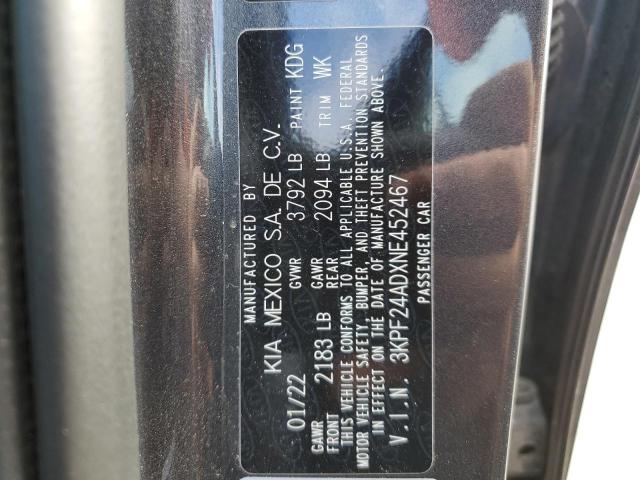 MANUFACTURED BY
KIA MEXICO S.A. DE C.V.
01/22 GVWR 3792 LB PAINT KDG
GAWR FRONT 2183 LB GAWR REAR 2094 LB TRIM WK
THIS VEHICLE CONFORMS TO ALL APPLICABLE U.S.A. FEDERAL
MOTOR VEHICLE SAFETY, BUMPER, AND THEFT PREVENTION STANDARDS
IN EFFECT ON THE DATE OF MANUFACTURE SHOWN ABOVE.
V.I.N. 3KPF24ADXNE452467
PASSENGER CAR